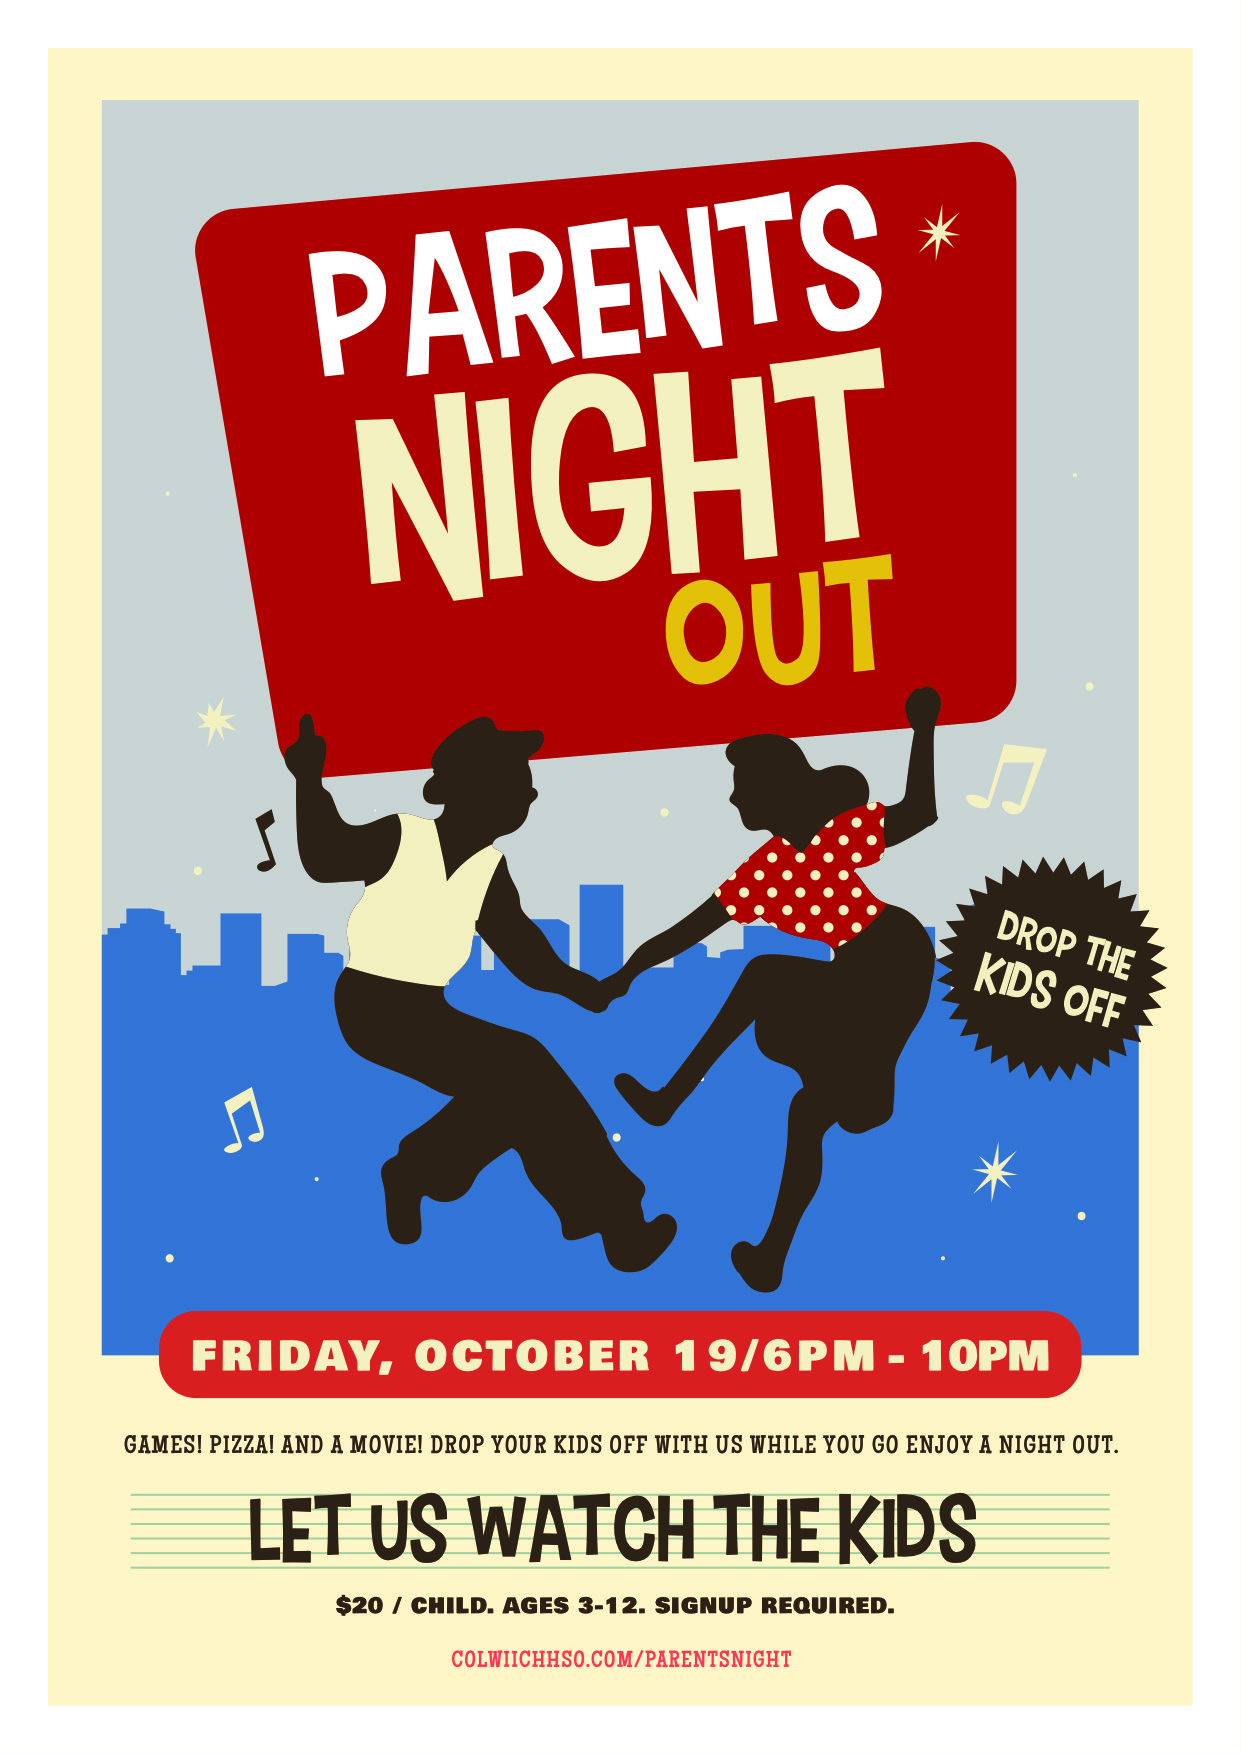 PARENTS
NIGHT
OUT
DROP THE
KIDS OFF
FRIDAY, OCTOBER 19/6PM - 10PM
GAMES! PIZZA! AND A MOVIE! DROP YOUR KIDS OFF WITH US WHILE YOU GO ENJOY A NIGHT OUT.
LET US WATCH THE KIDS
$20 / CHILD. AGES 3-12. SIGNUP REQUIRED.
COLWIICHHSO.COM/PARENTSNIGHT